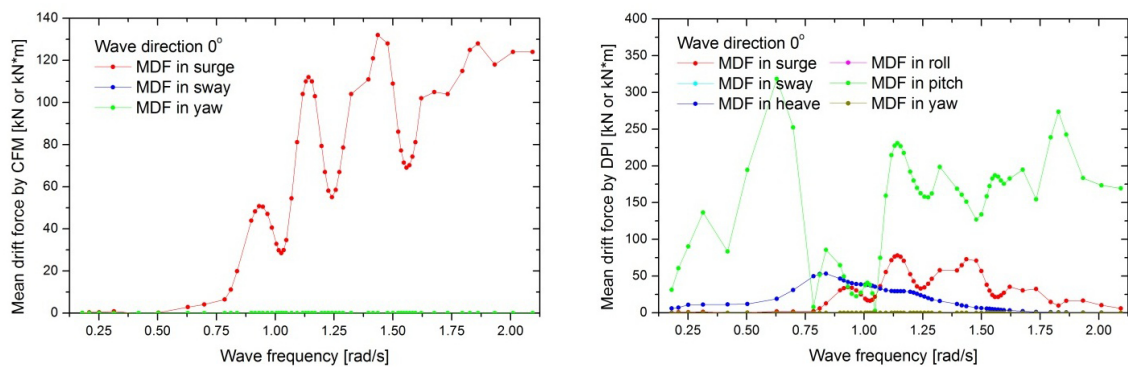 Mean drift force by CFM [kN or kN*m]
140
120
100
80
60
40
20
0
Wave direction 0°
MDF in surge
MDF in sway
MDF in yaw
0.25 0.50 0.75 1.00 1.25 1.50 1.75 2.00
Wave frequency [rad/s]
Mean drift force by DPI [kN or kN*m]
400
350
300
250
200
150
100
50
0
Wave direction 0°
MDF in surge MDF in roll
MDF in sway MDF in pitch
MDF in heave MDF in yaw
0.25 0.50 0.75 1.00 1.25 1.50 1.75 2.00
Wave frequency [rad/s]